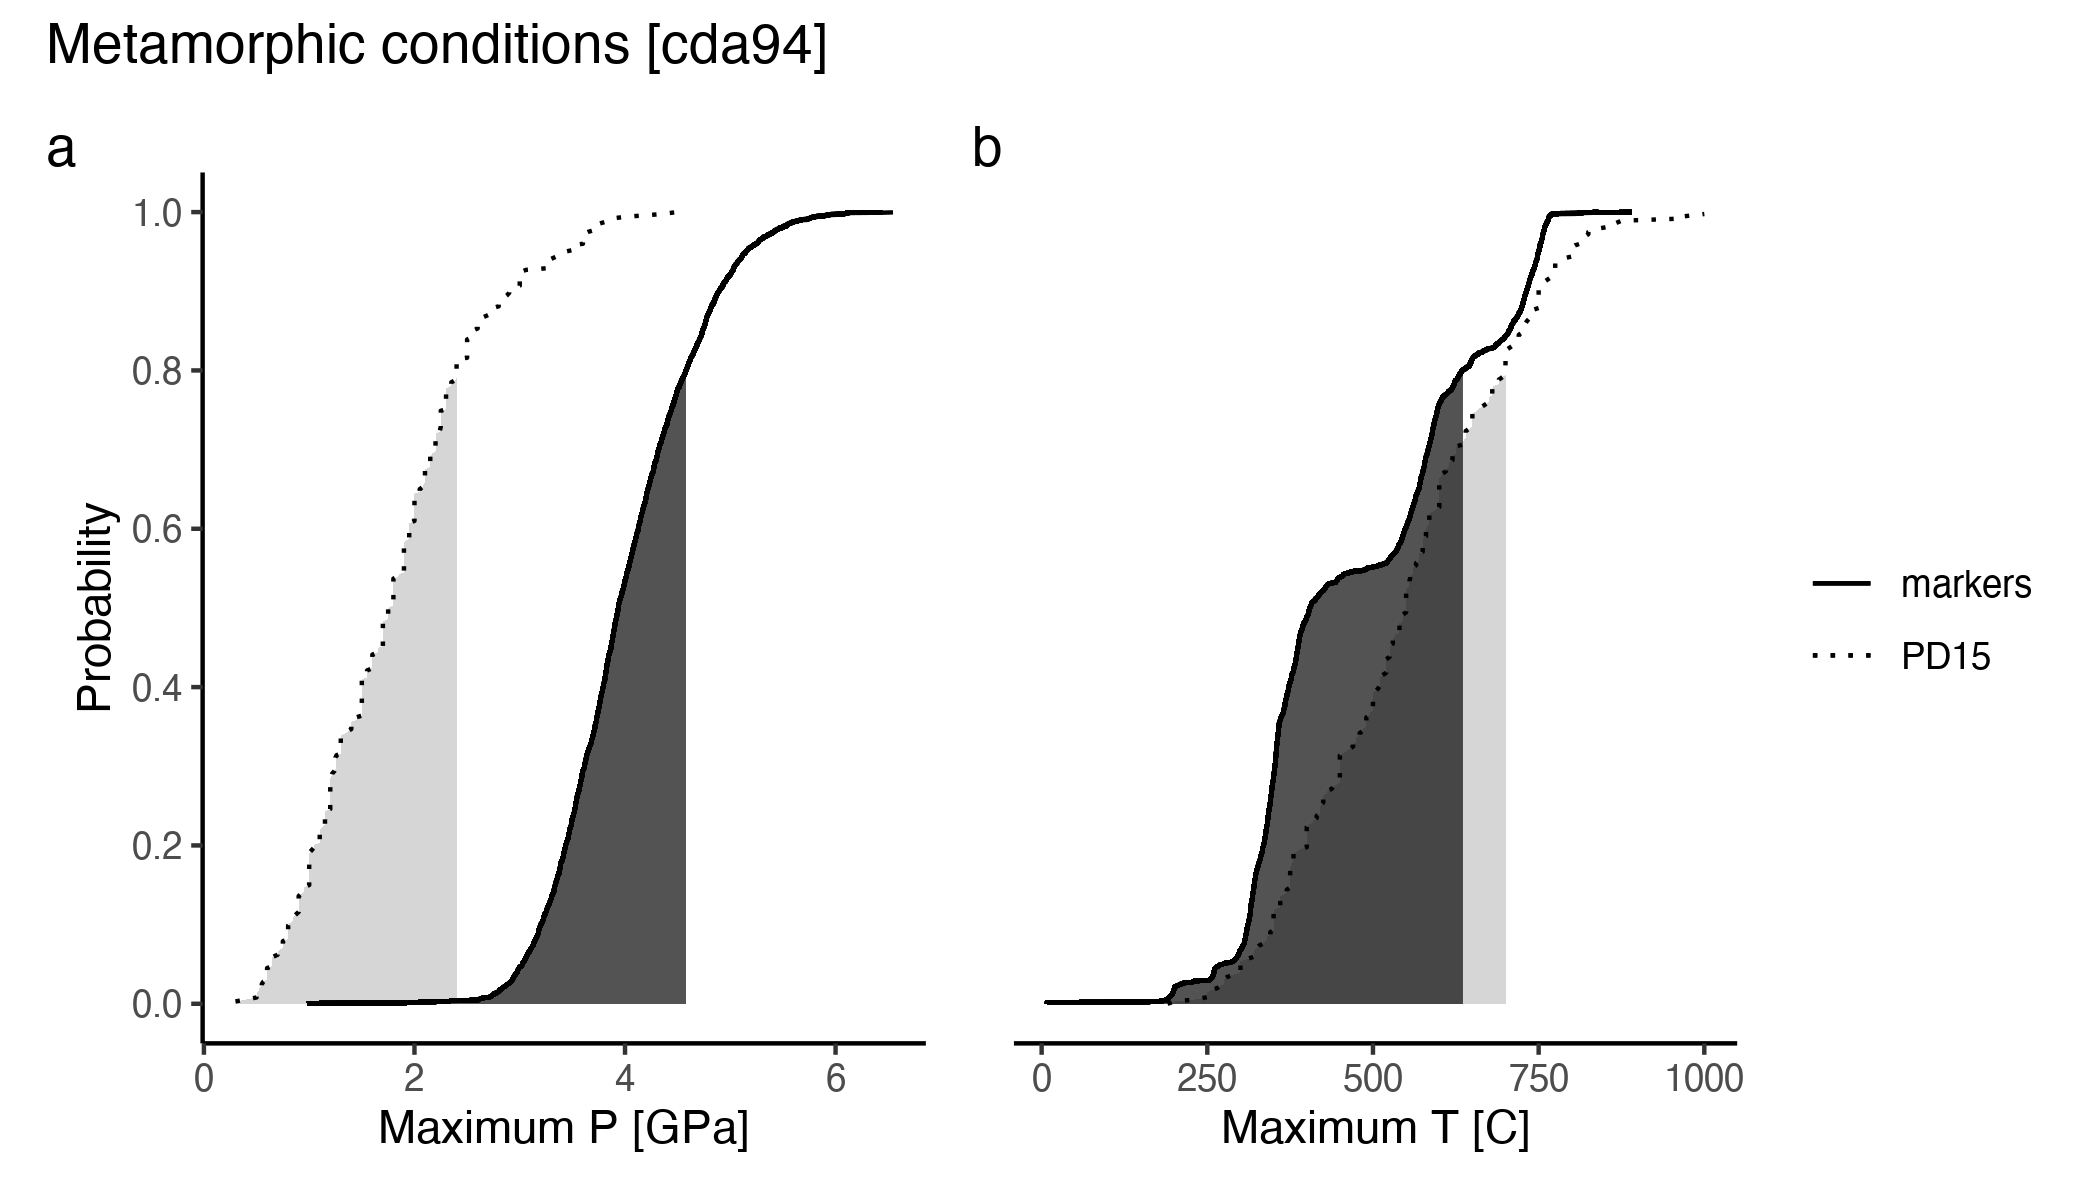 Metamorphic conditions [cda94]
a
b
Probability
1.0
0.8
0.6
0.4
0.2
0.0
0 2 4 6
Maximum P [GPa]
0 250 500 750 1000
Maximum T [C]
markers
PD15